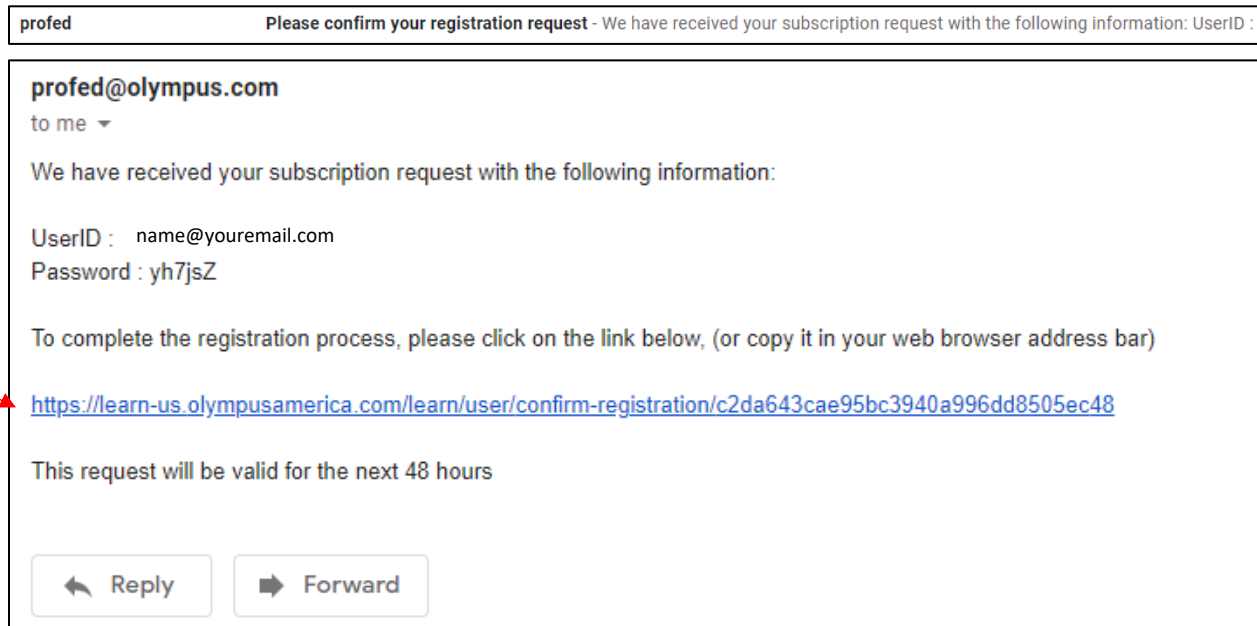 profed Please confirm your registration request - We have received your subscription request with the following information: UserID :
profed@olympus.com
to me
We have received your subscription request with the following information:
UserID : name@youremail.com
Password : yh7jsZ
To complete the registration process, please click on the link below, (or copy it in your web browser address bar)
https://learn-us.olympusamerica.com/learn/user/confirm-registration/c2da643cae95bc3940a996dd8505ec48
This request will be valid for the next 48 hours
Reply Forward